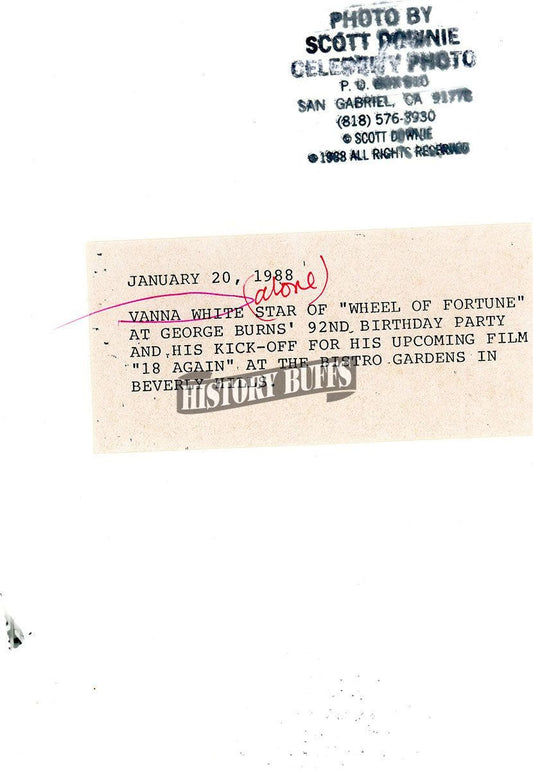 PHOTO BY
SCOTT DOWNIE
CELEBRITY PHOTO
P. O. BOX
SAN GABRIEL, CA 91778
(818) 576-3930
© SCOTT DOWNIE
© 1988 ALL RIGHTS RESERVED
JANUARY 20, 1988
(alone)
VANNA WHITE STAR OF "WHEEL OF FORTUNE"
AT GEORGE BURNS' 92ND BIRTHDAY PARTY
AND HIS KICK-OFF FOR HIS UPCOMING FILM
"18 AGAIN" AT THE BISTRO GARDENS IN
BEVERLY HILLS.
HISTORY BUFFS